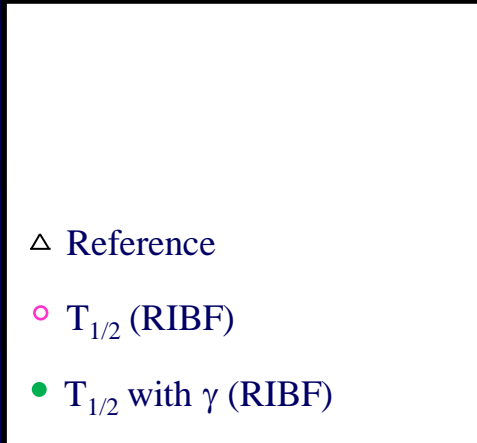 Reference
T1/2 (RIBF)
T1/2 with γ (RIBF)